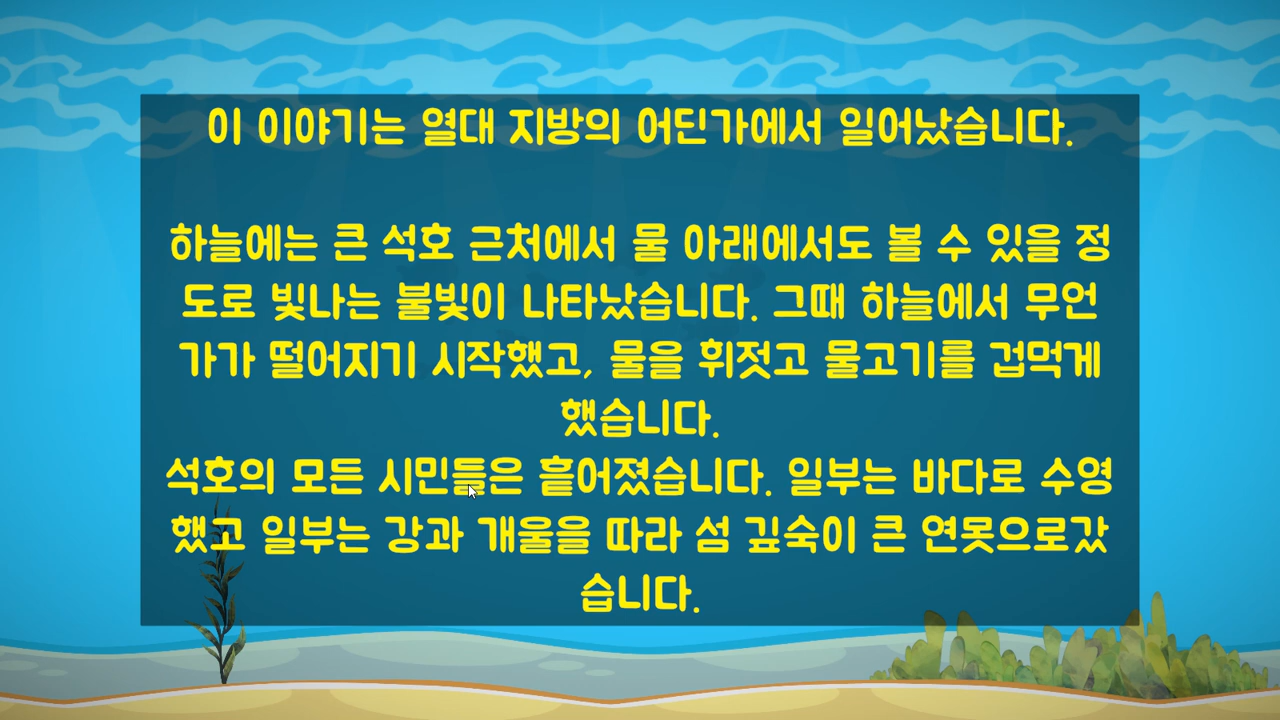 이 이야기는 열대 지방의 어딘가에서 일어났습니다.
하늘에는 큰 석호 근처에서 물 아래에서도 볼 수 있을 정
도로 빛나는 불빛이 나타났습니다. 그때 하늘에서 무언
가가 떨어지기 시작했고, 물을 휘젓고 물고기를 겁먹게
했습니다.
석호의 모든 시민들은 흩어졌습니다. 일부는 바다로 수영
했고 일부는 강과 개울을 따라 섬 깊숙이 큰 연못으로갔
습니다.